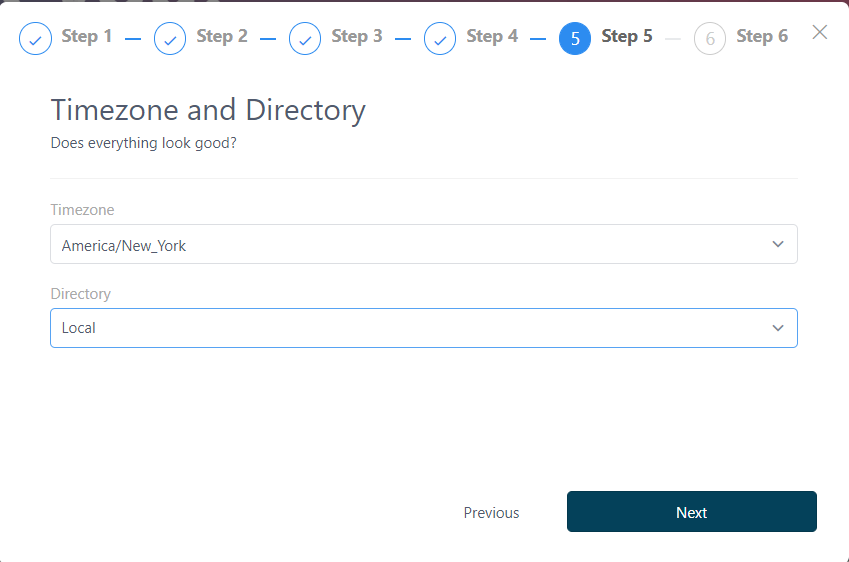 Step 1 Step 2 Step 3 Step 4 5 Step 5 6 Step 6
Timezone and Directory
Does everything look good?
Timezone
America/New_York
Directory
Local
Previous Next